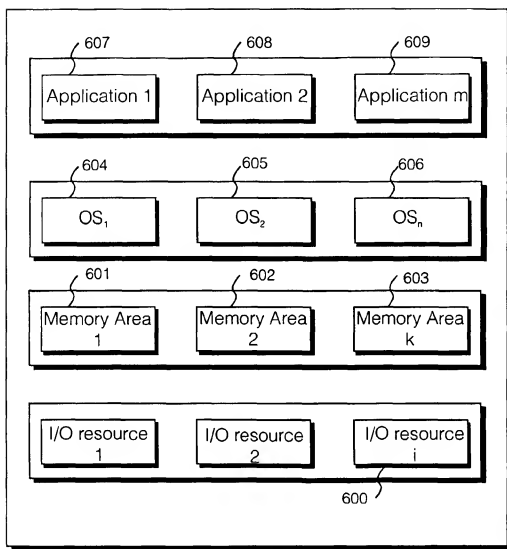 607
608
609
Application 1
Application 2
Application m
604
605
606
OS₁
OS₂
OSₙ
601
602
603
Memory Area
1
Memory Area
2
Memory Area
k
I/O resource
1
I/O resource
2
I/O resource
i
600